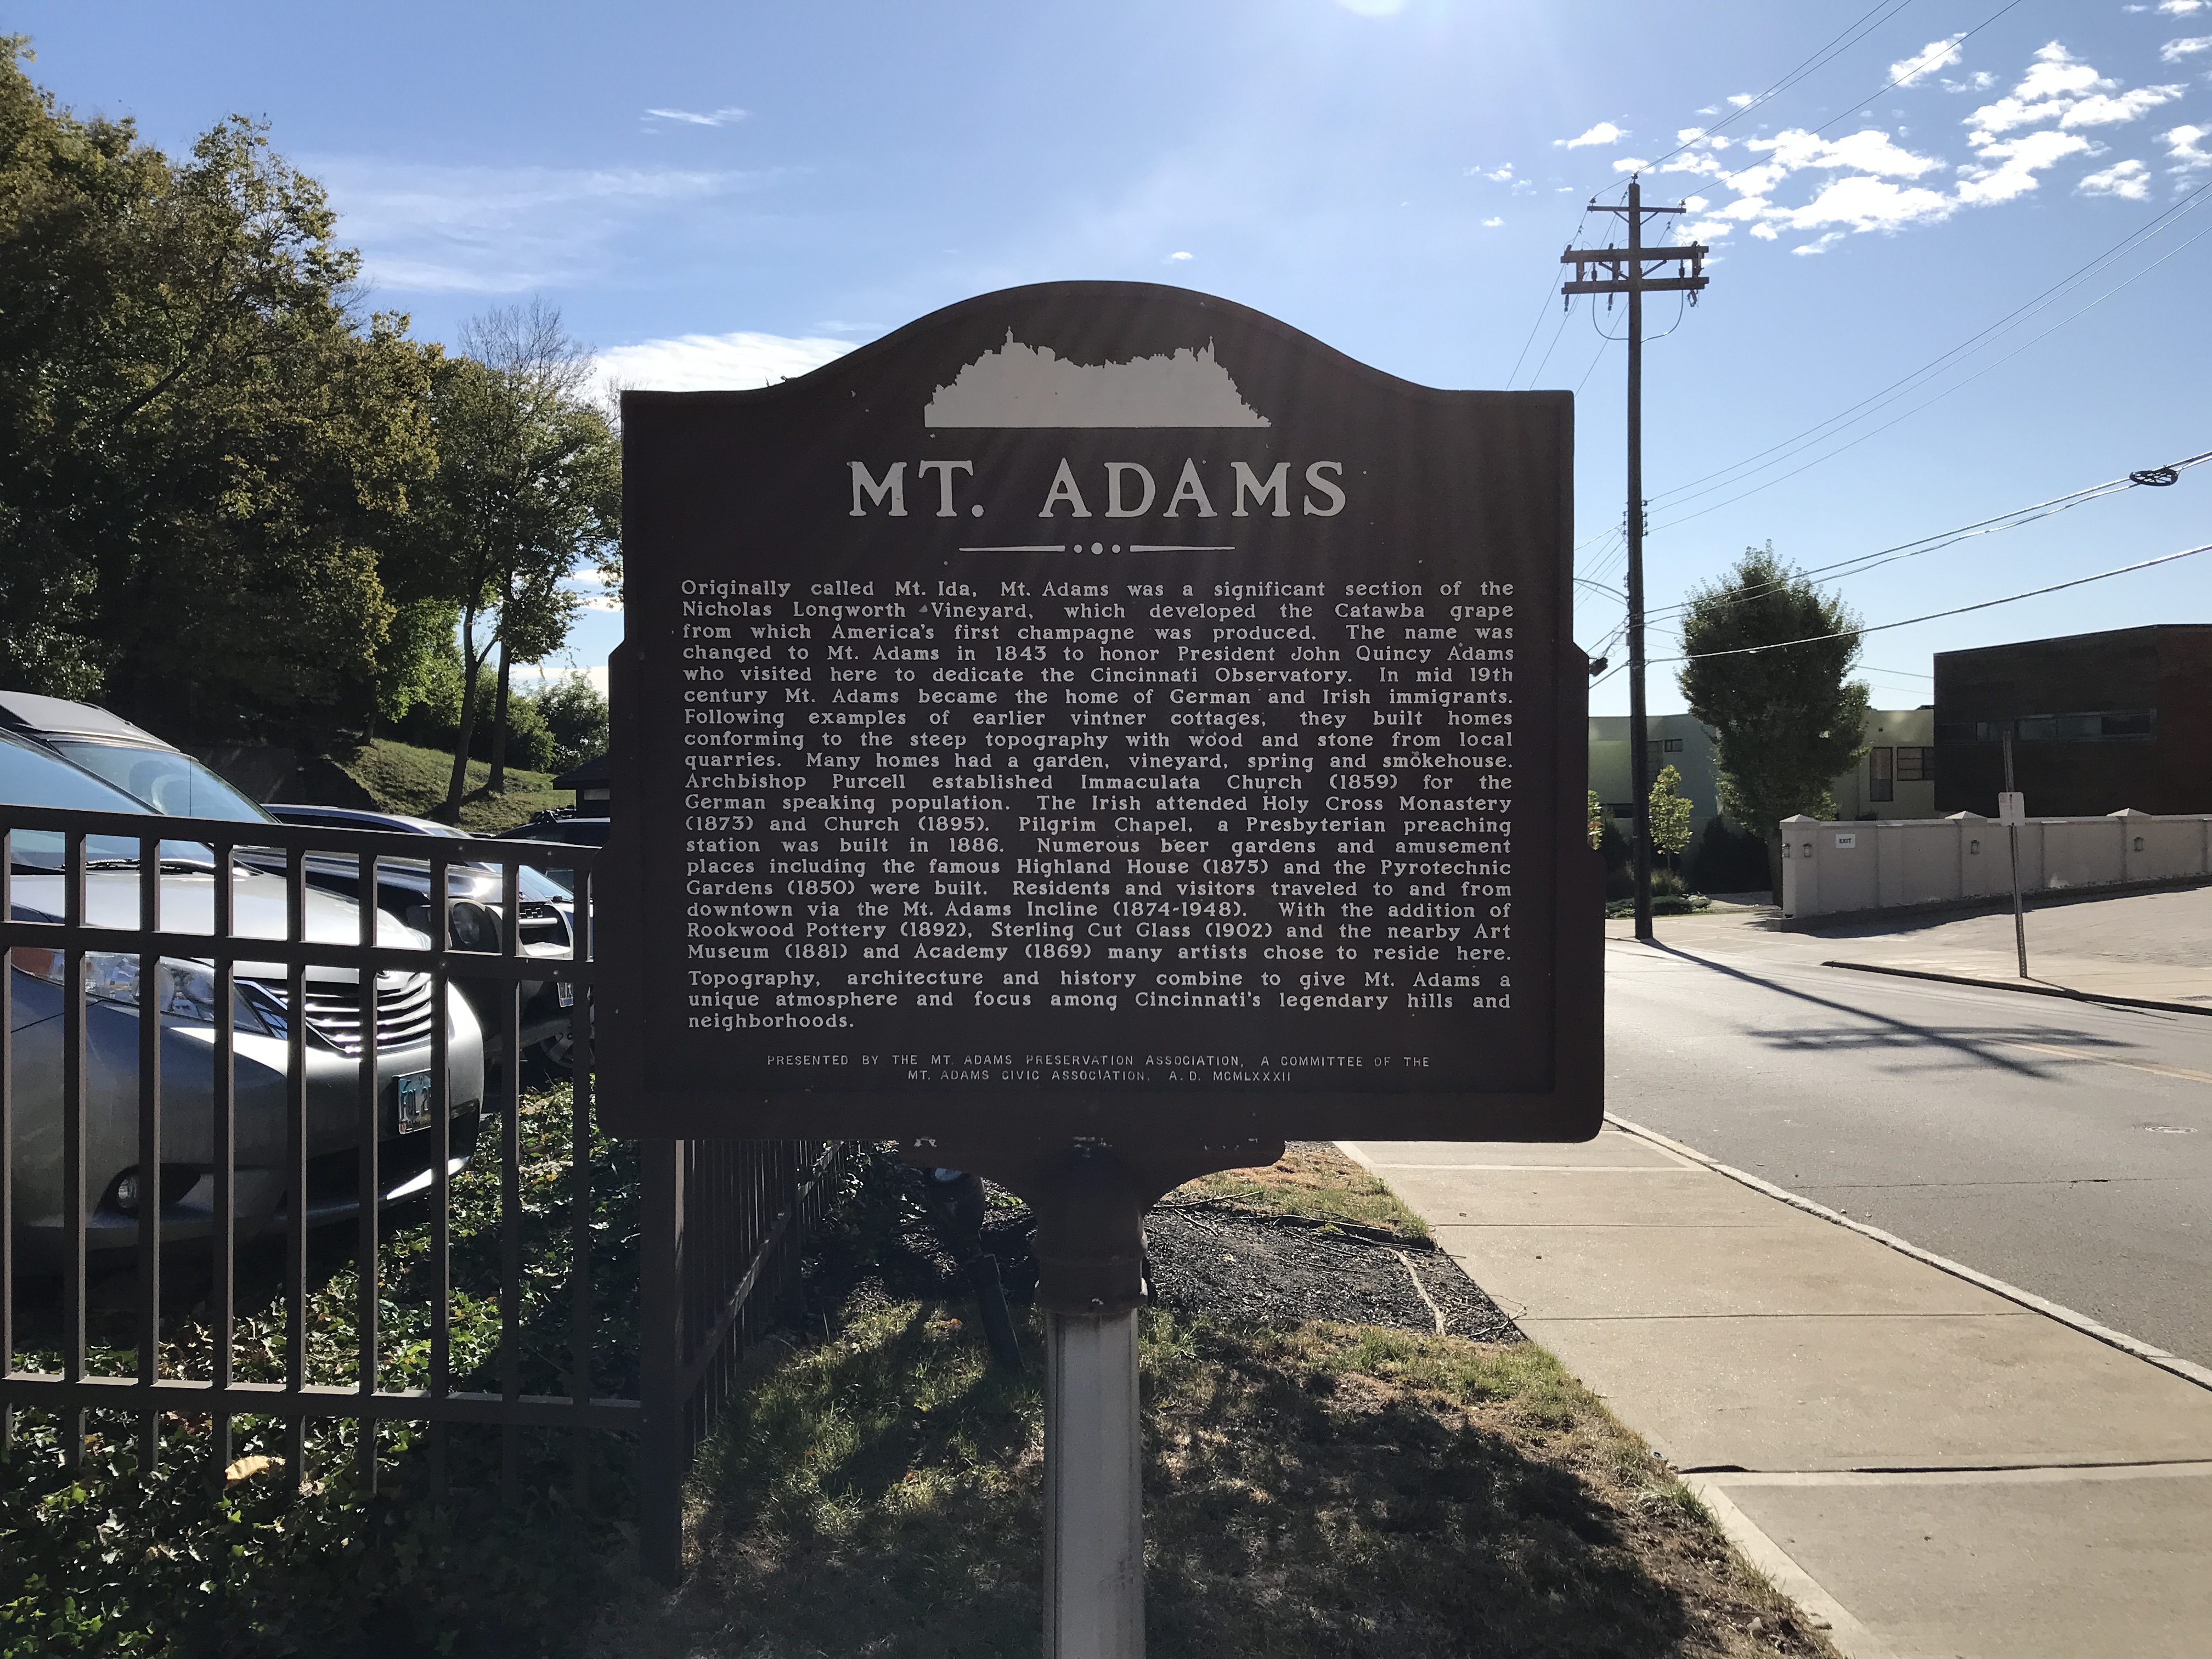 MT. ADAMS
Originally called Mt. Ida, Mt. Adams was a significant section of the
Nicholas Longworth Vineyard, which developed the Catawba grape
from which America's first champagne was produced. The name was
changed to Mt. Adams in 1843 to honor President John Quincy Adams
who visited here to dedicate the Cincinnati Observatory. In mid 19th
century Mt. Adams became the home of German and Irish immigrants.
Following examples of earlier vintner cottages, they built homes
conforming to the steep topography with wood and stone from local
quarries. Many homes had a garden, vineyard, spring and smokehouse.
Archbishop Purcell established Immaculata Church (1859) for the
German speaking population. The Irish attended Holy Cross Monastery
(1873) and Church (1895). Pilgrim Chapel, a Presbyterian preaching
station was built in 1886. Numerous beer gardens and amusement
places including the famous Highland House (1875) and the Pyrotechnic
Gardens (1850) were built. Residents and visitors traveled to and from
downtown via the Mt. Adams Incline (1874-1948). With the addition of
Rookwood Pottery (1892), Sterling Cut Glass (1902) and the nearby Art
Museum (1881) and Academy (1869) many artists chose to reside here.
Topography, architecture and history combine to give Mt. Adams a
unique atmosphere and focus among Cincinnati's legendary hills and
neighborhoods.
PRESENTED BY THE MT. ADAMS PRESERVATION ASSOCIATION, A COMMITTEE OF THE
MT. ADAMS CIVIC ASSOCIATION, A.D. MCMLXXXII
EXIT